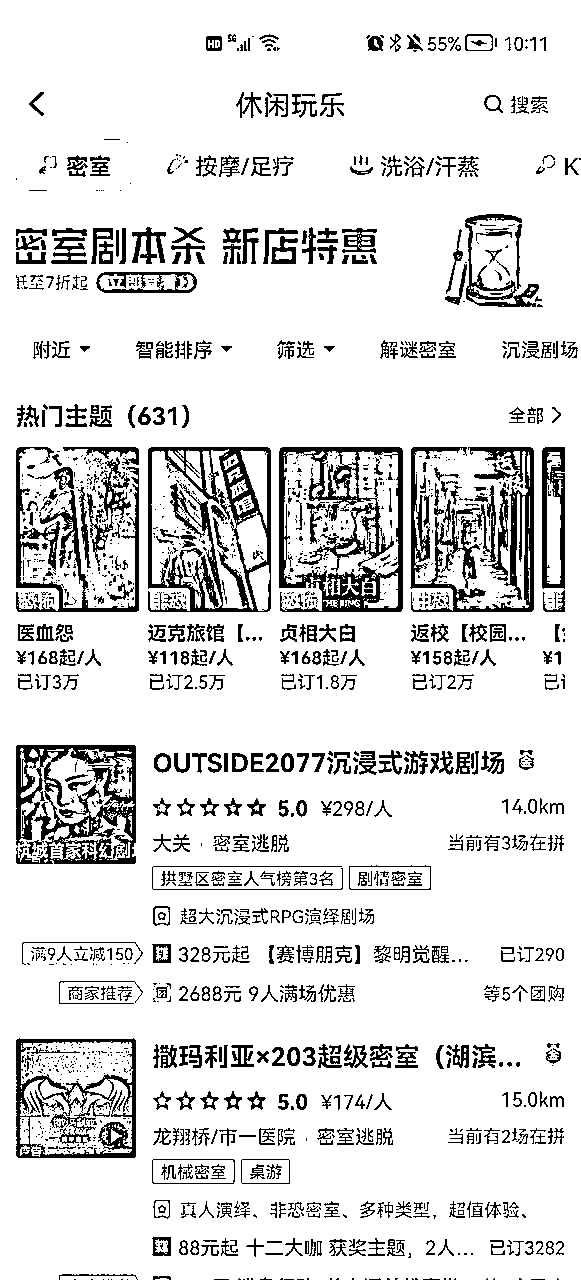 HD 5G 55% 10:11
休闲玩乐 搜索
密室 按摩/足疗 洗浴/汗蒸 K
密室剧本杀 新店特惠
低至7折起 立即查看
附近 智能排序 筛选 解谜密室 沉浸剧场
热门主题（631） 全部
医血怨 迈克旅馆【... 贞相大白 返校【校园... 【
¥168起/人 ¥118起/人 ¥168起/人 ¥158起/人 ¥1
已订3万 已订2.5万 已订1.8万 已订2万 已订
OUTSIDE2077沉浸式游戏剧场
5.0 ¥298/人 14.0km
大关 · 密室逃脱 当前有3场在拼
拱墅区密室人气榜第3名 剧情密室
超大沉浸式RPG演绎剧场
满9人立减150 拼 328元起 【赛博朋克】黎明觉醒... 已订290
商家推荐 团 2688元 9人满场优惠 等5个团购
撒玛利亚×203超级密室（湖滨...
5.0 ¥174/人 15.0km
龙翔桥/市一医院 · 密室逃脱 当前有2场在拼
机械密室 桌游
真人演绎、非恐密室、多种类型，超值体验、
拼 88元起 十二大咖 获奖主题，2人... 已订3282